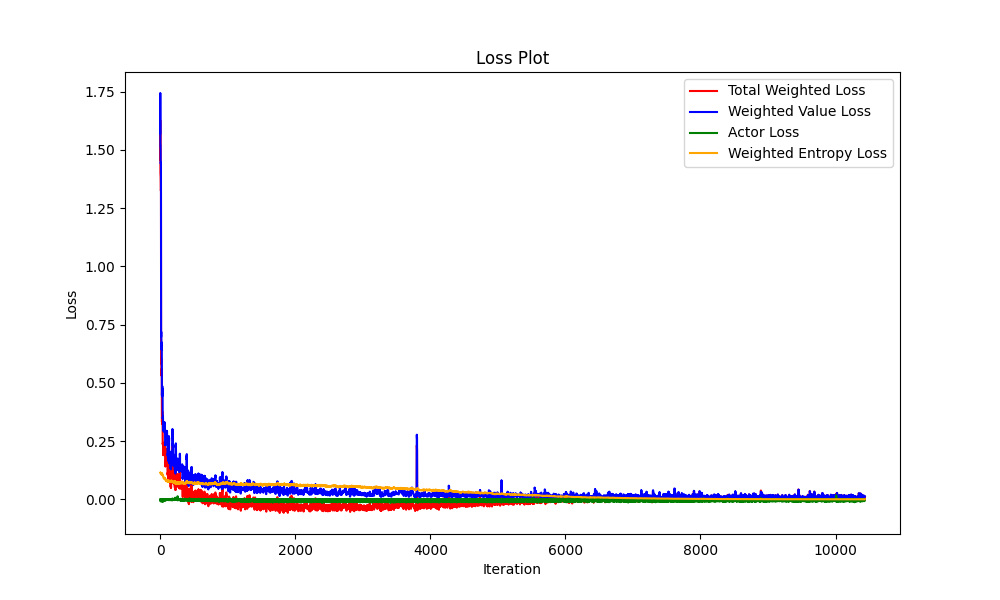 Loss Plot
Total Weighted Loss
Weighted Value Loss
Actor Loss
Weighted Entropy Loss
Loss
1.75
1.50
1.25
1.00
0.75
0.50
0.25
0.00
0 2000 4000 6000 8000 10000
Iteration